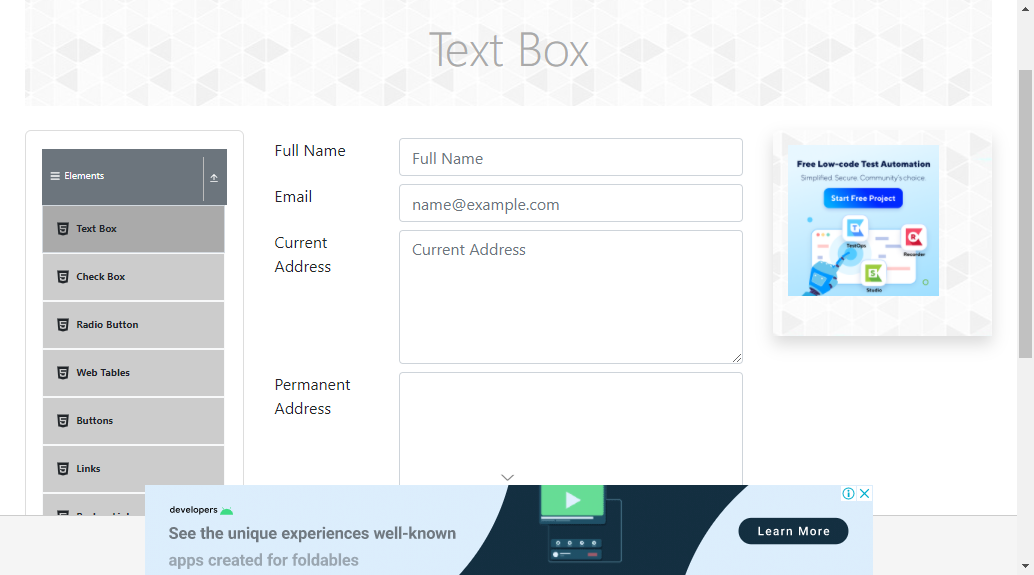 Text Box
Elements
Text Box
Check Box
Radio Button
Web Tables
Buttons
Links
Full Name
Full Name
Email
name@example.com
Current
Address
Current Address
Permanent
Address
Free Low-code Test Automation
Simplified. Secure. Community's choice.
Start Free Project
TestOps
Recorder
Studio
developers
See the unique experiences well-known
apps created for foldables
Learn More